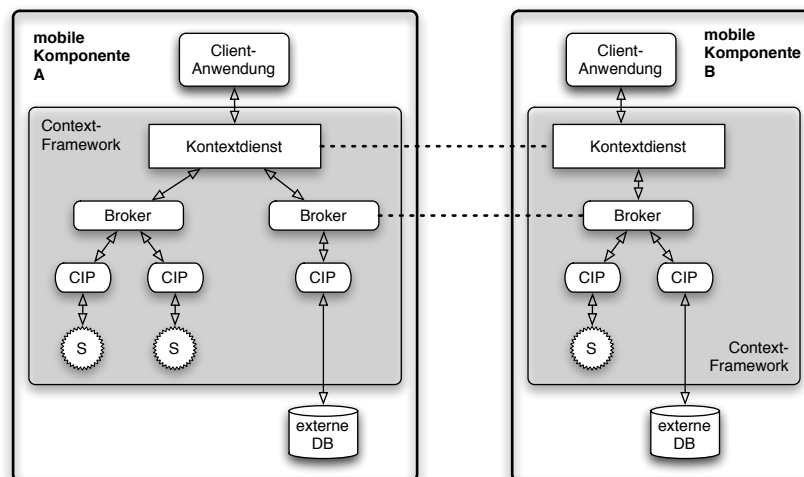 mobile
Komponente
A
Client-
Anwendung
Context-
Framework
Kontextdienst
Broker
Broker
CIP
CIP
CIP
S
S
externe
DB
mobile
Komponente
B
Client-
Anwendung
Kontextdienst
Broker
CIP
CIP
S
Context-
Framework
externe
DB